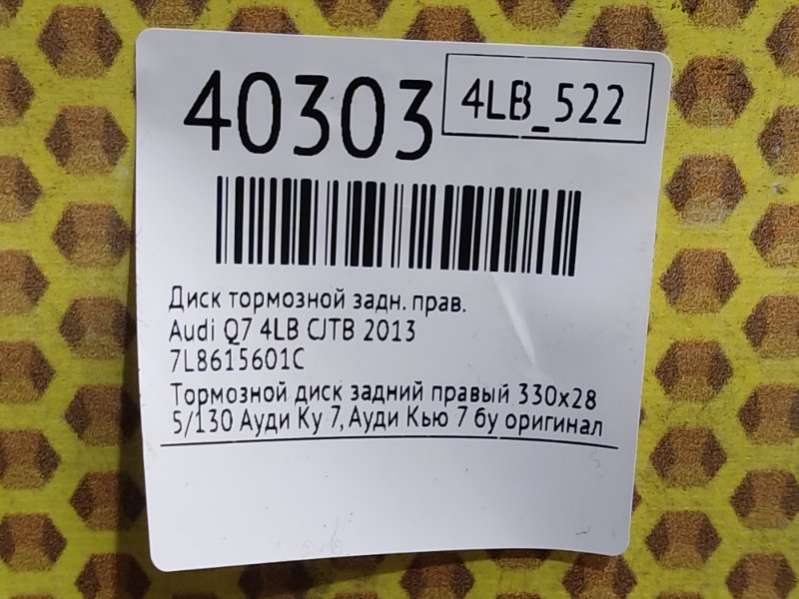 40303
4LB_522
Диск тормозной задн. прав.
Audi Q7 4LB CJTB 2013
7L8615601C
Тормозной диск задний правый 330x28
5/130 Ауди Ку 7, Ауди Кью 7 бу оригинал